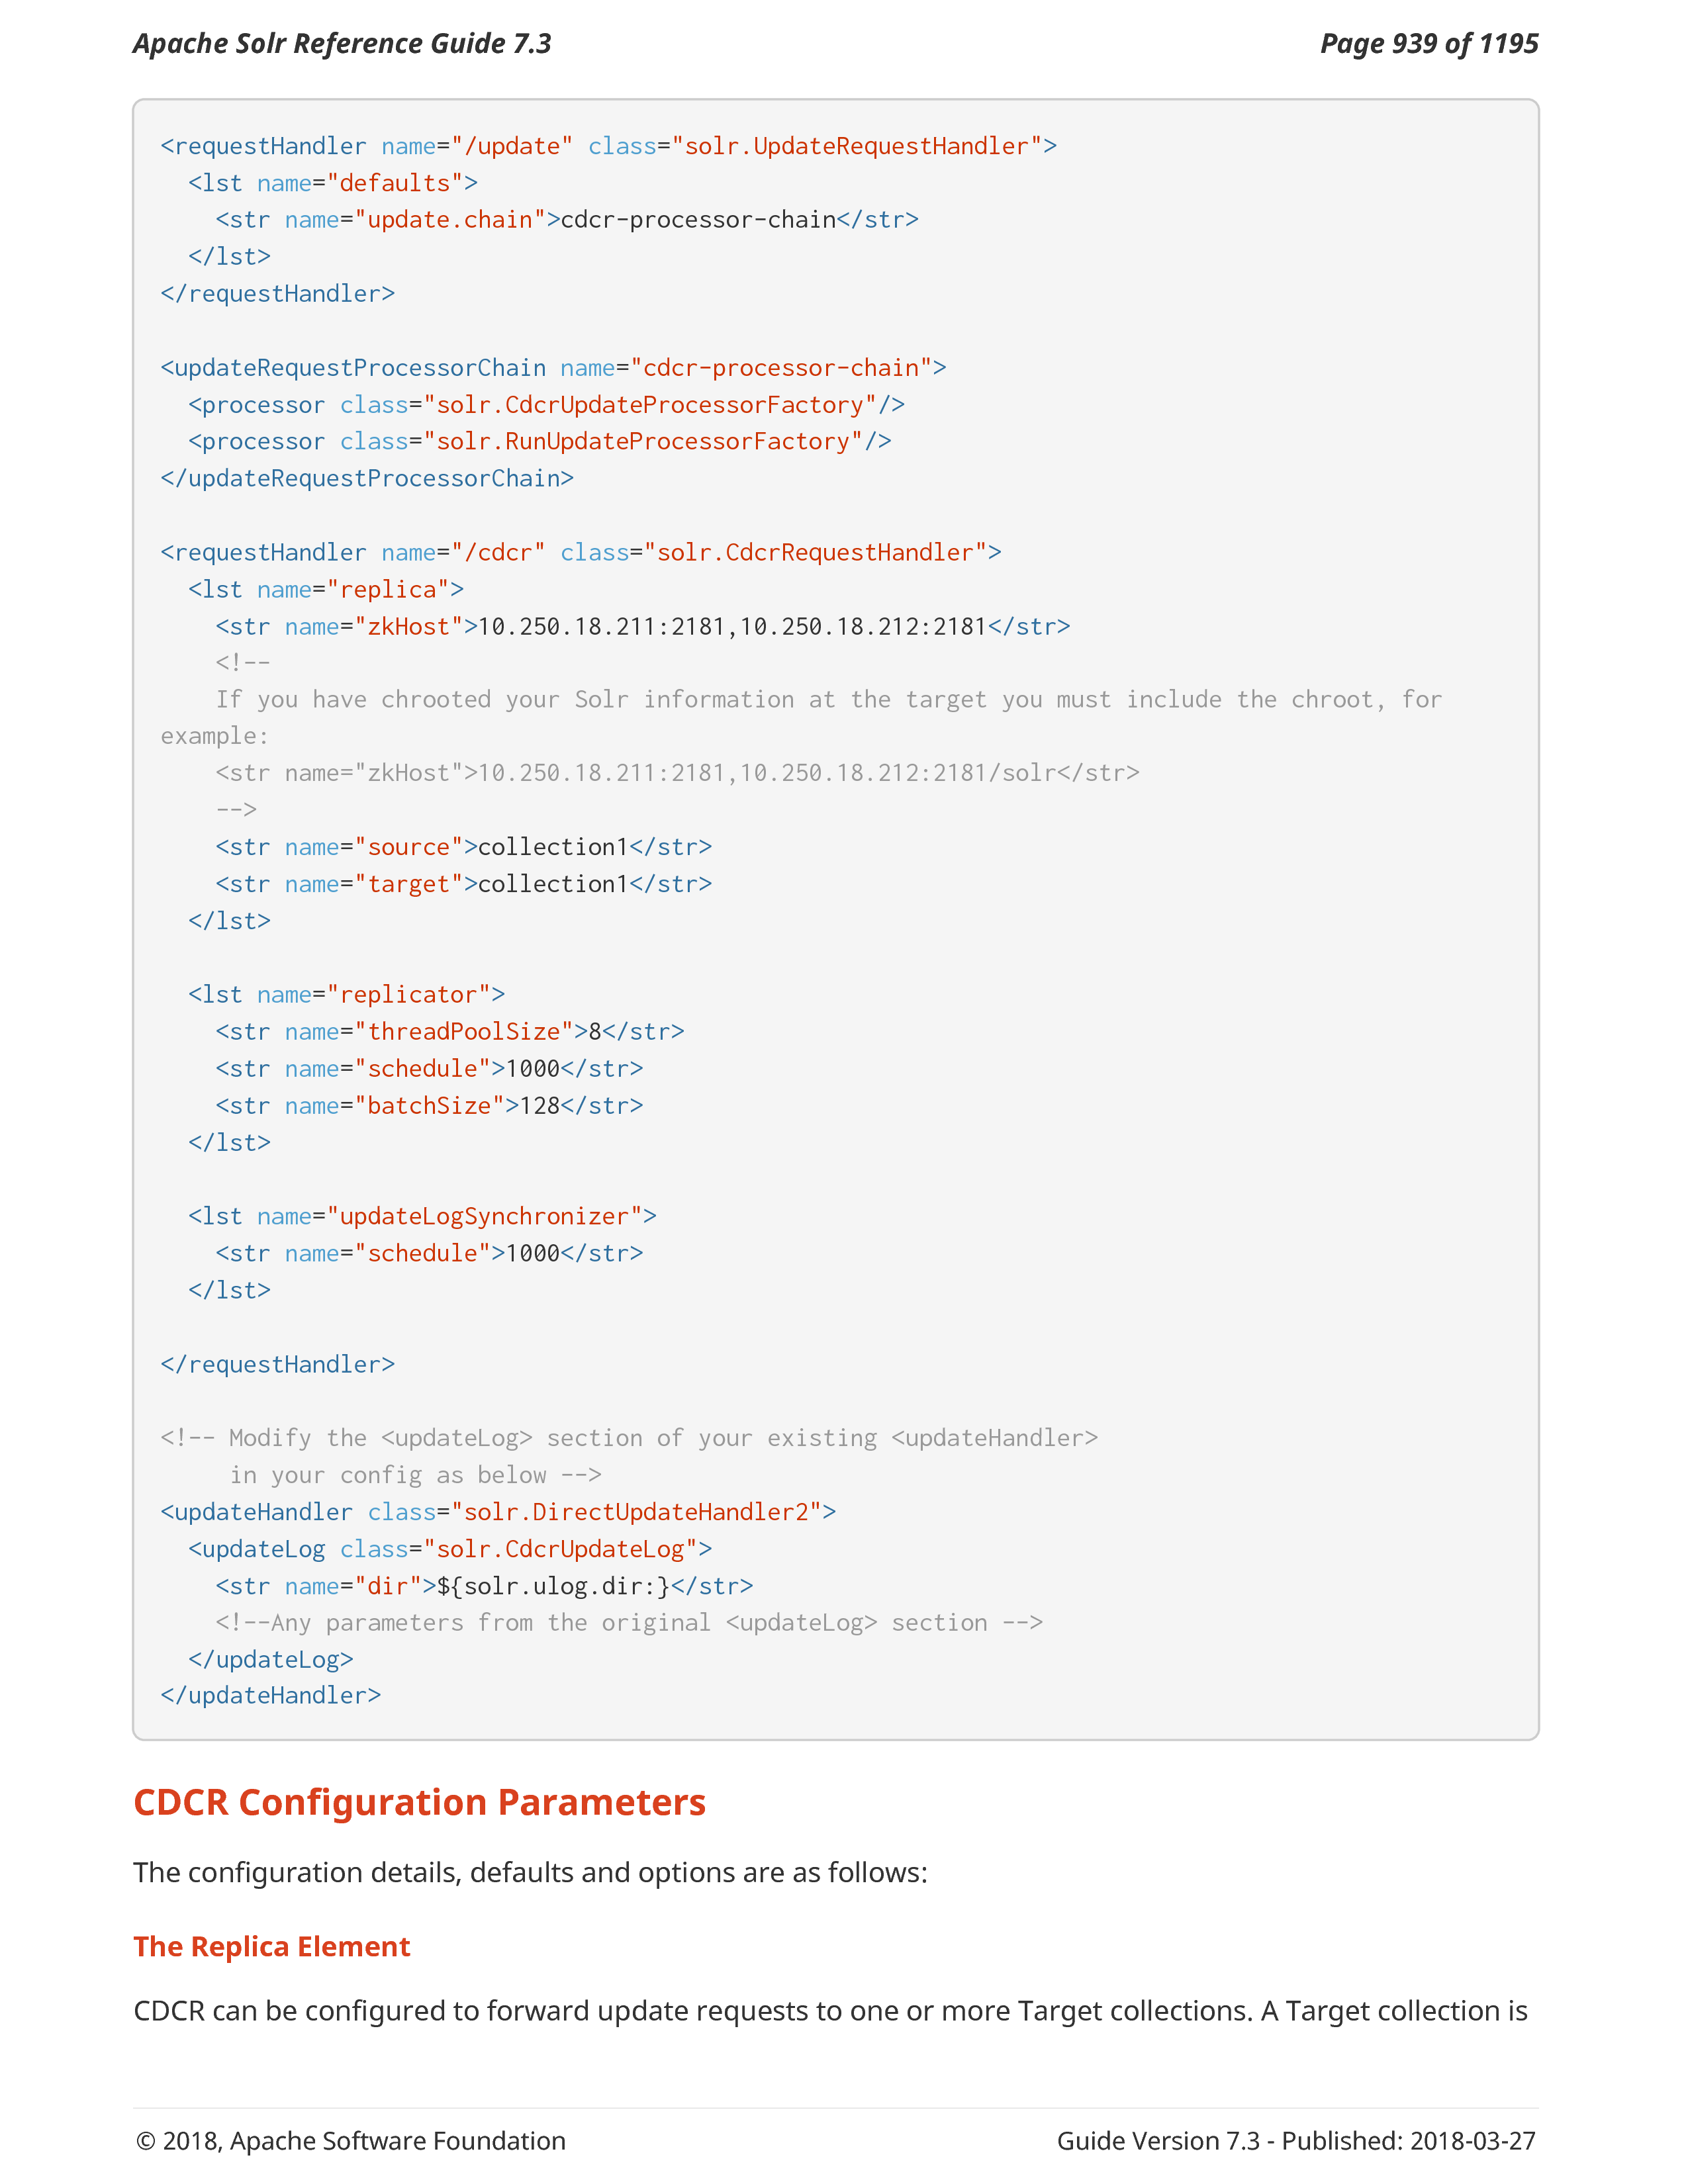 Apache Solr Reference Guide 7.3
Page 939 of 1195
<requestHandler name="/update" class="solr.UpdateRequestHandler">
  <lst name="defaults">
    <str name="update.chain">cdcr-processor-chain</str>
  </lst>
</requestHandler>

<updateRequestProcessorChain name="cdcr-processor-chain">
  <processor class="solr.CdcrUpdateProcessorFactory"/>
  <processor class="solr.RunUpdateProcessorFactory"/>
</updateRequestProcessorChain>

<requestHandler name="/cdcr" class="solr.CdcrRequestHandler">
  <lst name="replica">
    <str name="zkHost">10.250.18.211:2181,10.250.18.212:2181</str>
    <!--
    If you have chrooted your Solr information at the target you must include the chroot, for
example:
    <str name="zkHost">10.250.18.211:2181,10.250.18.212:2181/solr</str>
    -->
    <str name="source">collection1</str>
    <str name="target">collection1</str>
  </lst>

  <lst name="replicator">
    <str name="threadPoolSize">8</str>
    <str name="schedule">1000</str>
    <str name="batchSize">128</str>
  </lst>

  <lst name="updateLogSynchronizer">
    <str name="schedule">1000</str>
  </lst>

</requestHandler>

<!-- Modify the <updateLog> section of your existing <updateHandler>
     in your config as below -->
<updateHandler class="solr.DirectUpdateHandler2">
  <updateLog class="solr.CdcrUpdateLog">
    <str name="dir">${solr.ulog.dir:}</str>
    <!--Any parameters from the original <updateLog> section -->
  </updateLog>
</updateHandler>
CDCR Configuration Parameters
The configuration details, defaults and options are as follows:
The Replica Element
CDCR can be configured to forward update requests to one or more Target collections. A Target collection is
© 2018, Apache Software Foundation
Guide Version 7.3 - Published: 2018-03-27